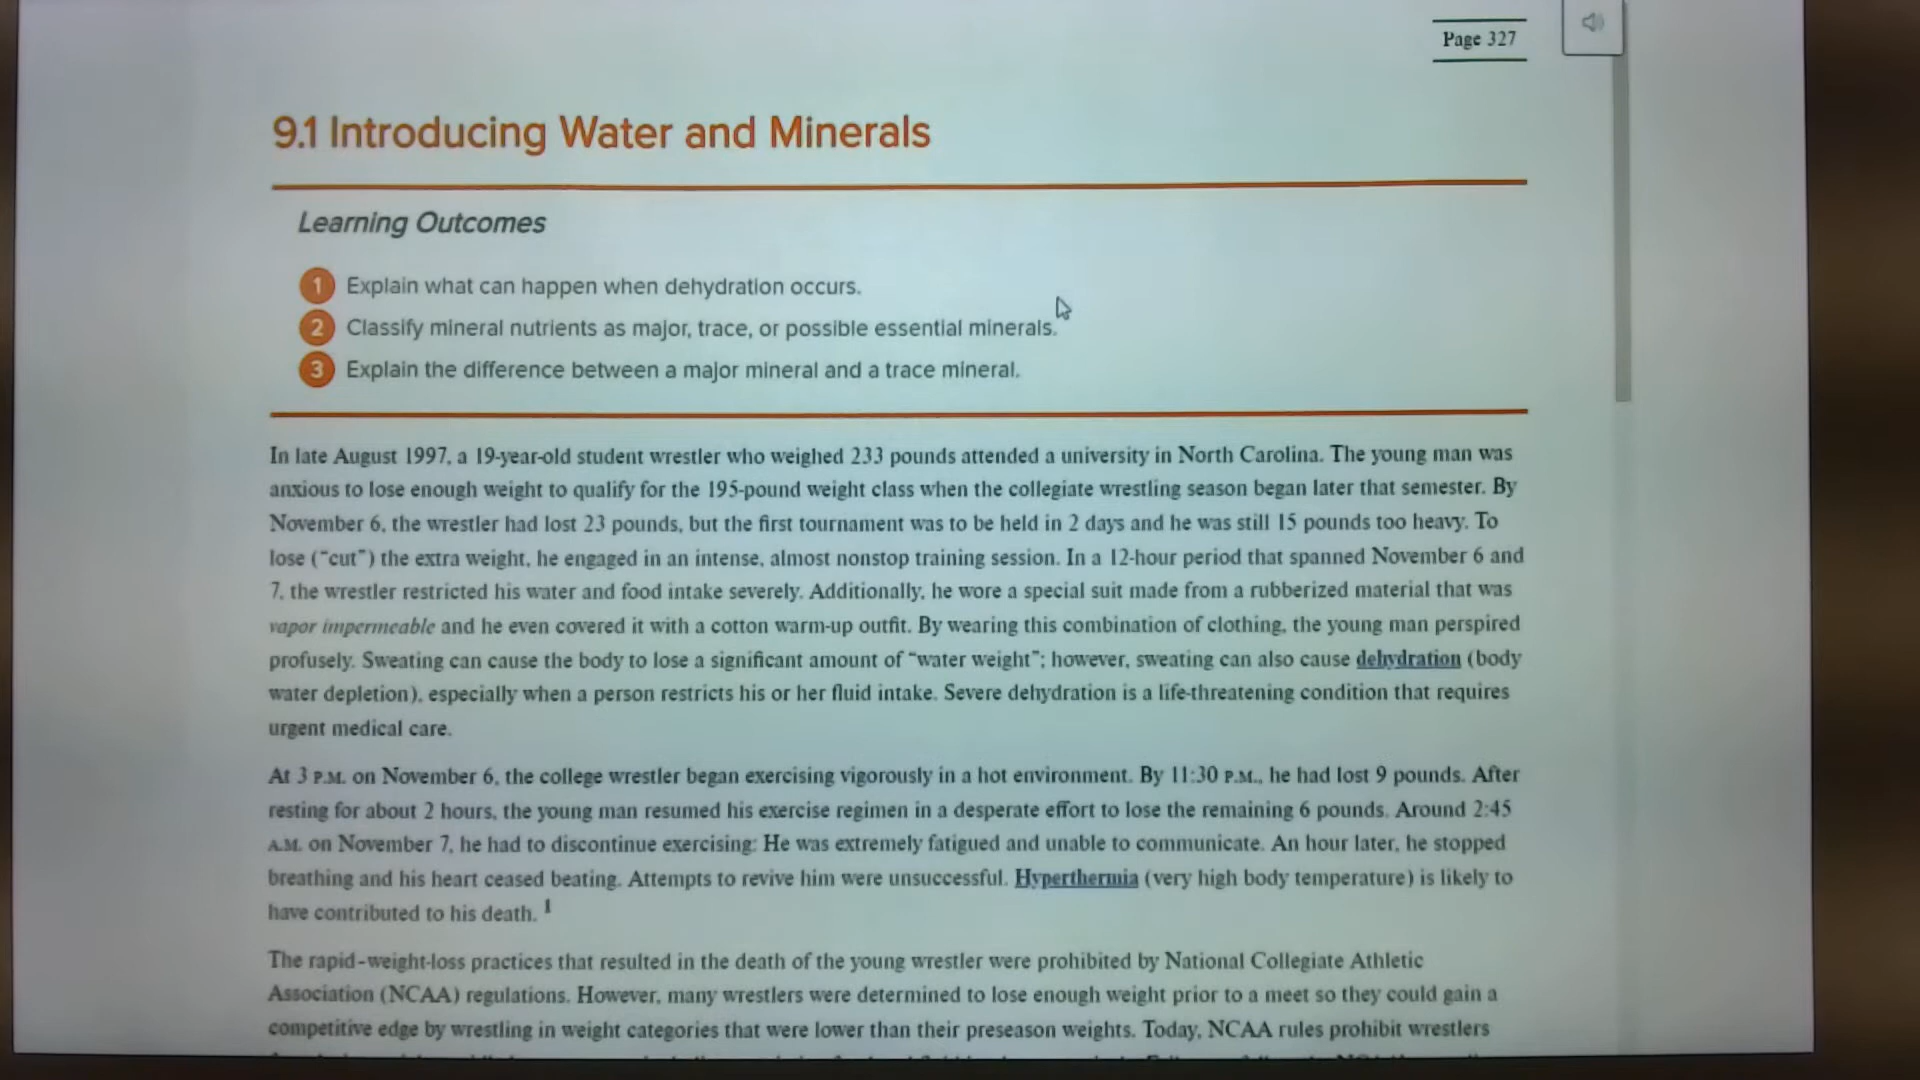 Page 327
9.1 Introducing Water and Minerals
Learning Outcomes
1 Explain what can happen when dehydration occurs.
2 Classify mineral nutrients as major, trace, or possible essential minerals.
3 Explain the difference between a major mineral and a trace mineral.
In late August 1997, a 19-year-old student wrestler who weighed 233 pounds attended a university in North Carolina. The young man was
anxious to lose enough weight to qualify for the 195-pound weight class when the collegiate wrestling season began later that semester. By
November 6, the wrestler had lost 23 pounds, but the first tournament was to be held in 2 days and he was still 15 pounds too heavy. To
lose (“cut”) the extra weight, he engaged in an intense, almost nonstop training session. In a 12-hour period that spanned November 6 and
7, the wrestler restricted his water and food intake severely. Additionally, he wore a special suit made from a rubberized material that was
vapor impermeable and he even covered it with a cotton warm-up outfit. By wearing this combination of clothing, the young man perspired
profusely. Sweating can cause the body to lose a significant amount of “water weight”; however, sweating can also cause dehydration (body
water depletion), especially when a person restricts his or her fluid intake. Severe dehydration is a life-threatening condition that requires
urgent medical care.
At 3 P.M. on November 6, the college wrestler began exercising vigorously in a hot environment. By 11:30 P.M., he had lost 9 pounds. After
resting for about 2 hours, the young man resumed his exercise regimen in a desperate effort to lose the remaining 6 pounds. Around 2:45
A.M. on November 7, he had to discontinue exercising: He was extremely fatigued and unable to communicate. An hour later, he stopped
breathing and his heart ceased beating. Attempts to revive him were unsuccessful. Hyperthermia (very high body temperature) is likely to
have contributed to his death. 1
The rapid-weight-loss practices that resulted in the death of the young wrestler were prohibited by National Collegiate Athletic
Association (NCAA) regulations. However, many wrestlers were determined to lose enough weight prior to a meet so they could gain a
competitive edge by wrestling in weight categories that were lower than their preseason weights. Today, NCAA rules prohibit wrestlers